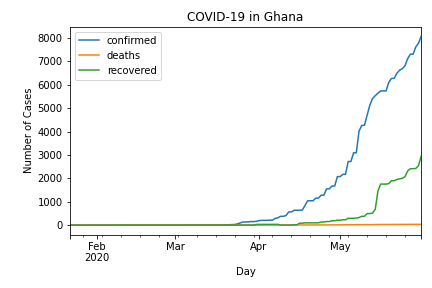 COVID-19 in Ghana
confirmed
deaths
recovered
Number of Cases
8000
7000
6000
5000
4000
3000
2000
1000
0
Feb
2020
Mar
Apr
May
Day